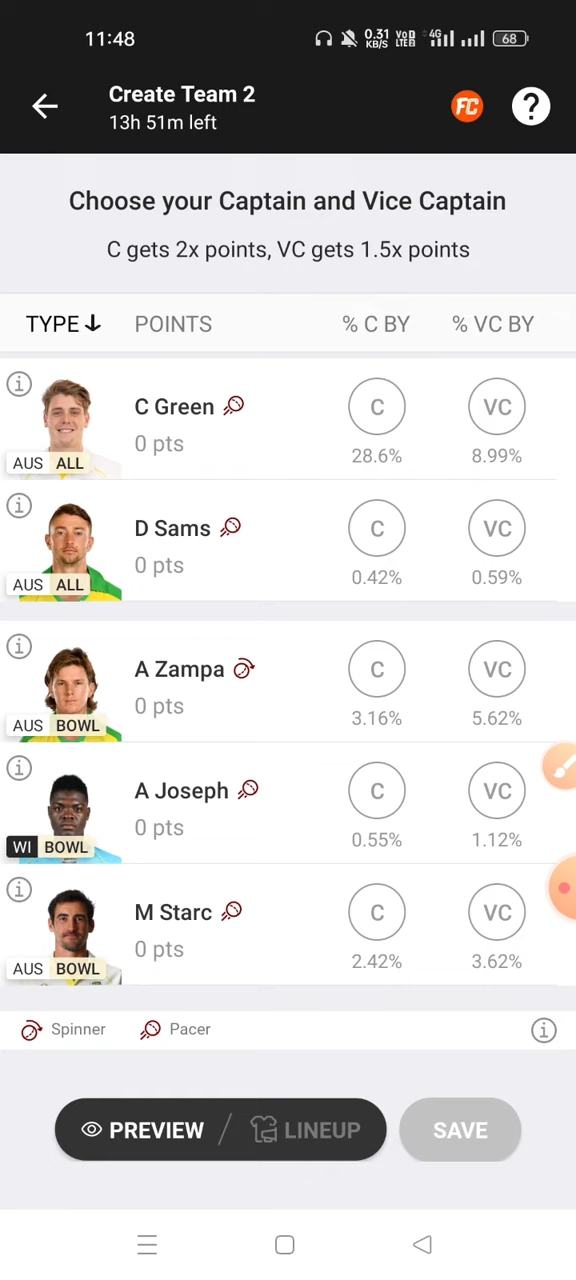 11:48 0.31 KB/S VoD LTE2 4G 68
Create Team 2
13h 51m left
FC ?
Choose your Captain and Vice Captain
C gets 2x points, VC gets 1.5x points
TYPE POINTS % C BY % VC BY
C Green C VC
0 pts 28.6% 8.99%
AUS ALL
D Sams C VC
0 pts 0.42% 0.59%
AUS ALL
A Zampa C VC
0 pts 3.16% 5.62%
AUS BOWL
A Joseph C VC
0 pts 0.55% 1.12%
WI BOWL
M Starc C VC
0 pts 2.42% 3.62%
AUS BOWL
Spinner Pacer
PREVIEW / LINEUP SAVE